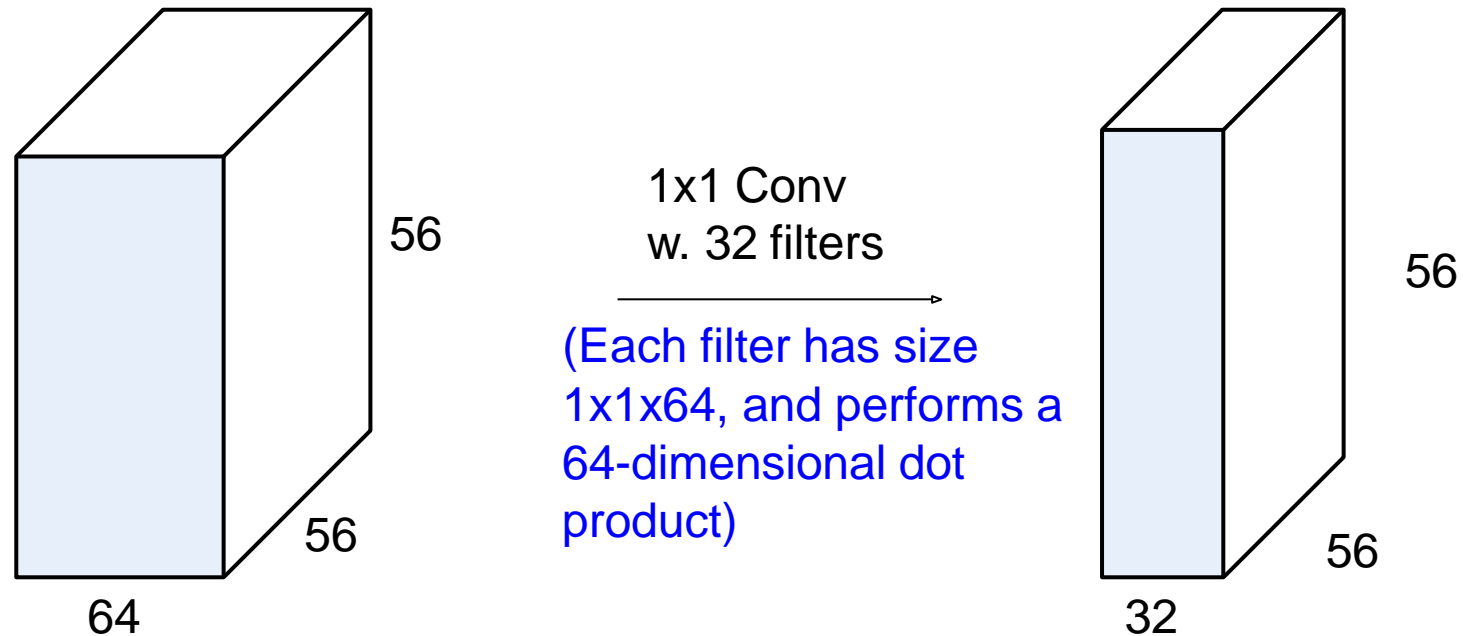 56
56
64
1x1 Conv
w. 32 filters
(Each filter has size
1x1x64, and performs a
64-dimensional dot
product)
56
56
32